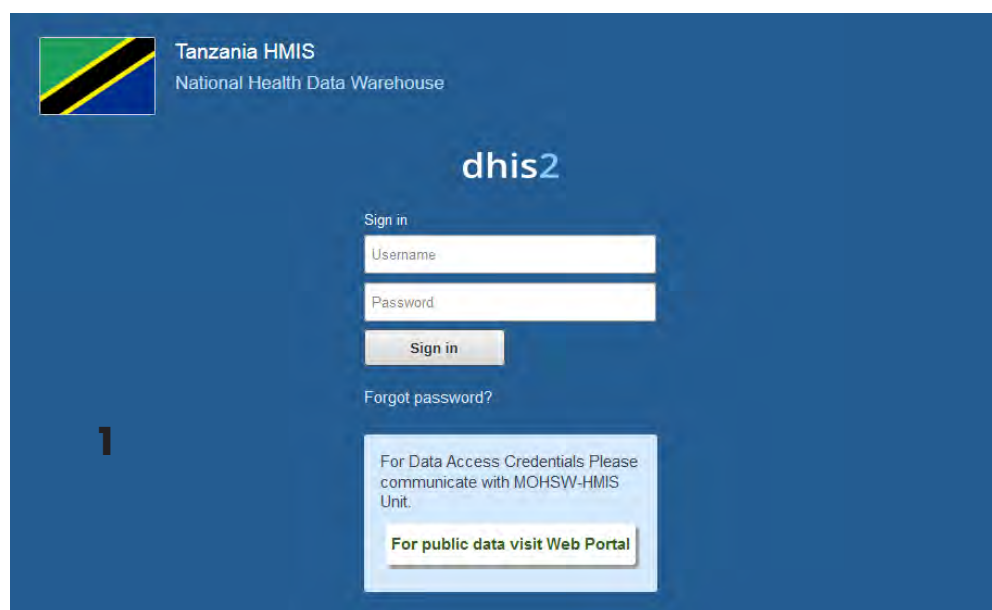 Tanzania HMIS
National Health Data Warehouse
dhis2
Sign in
Username
Password
Sign in
Forgot password?
1
For Data Access Credentials Please
communicate with MOHSW-HMIS
Unit.
For public data visit Web Portal